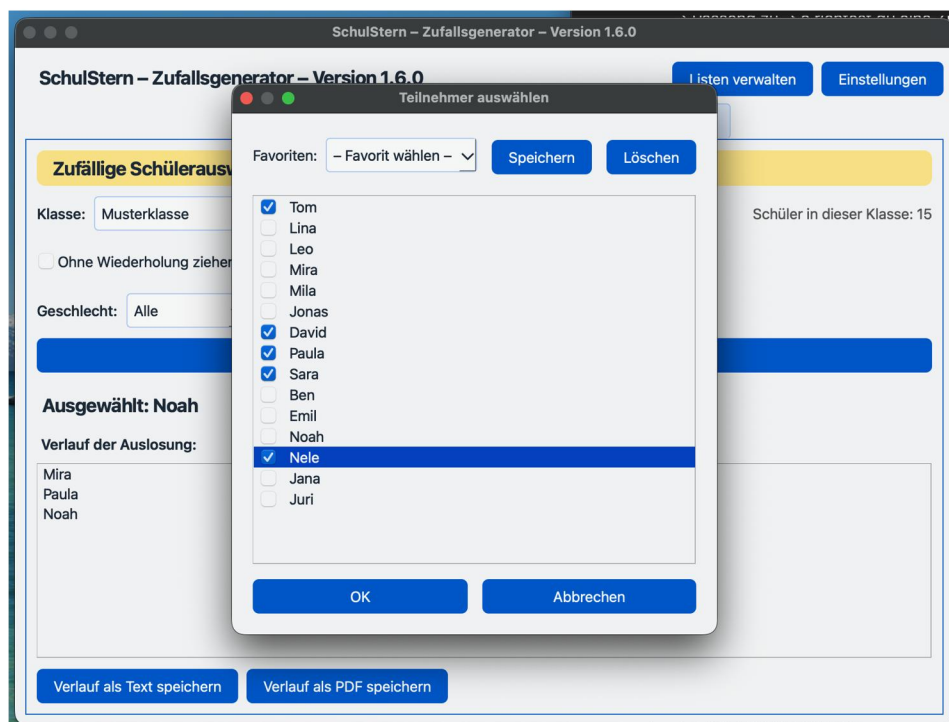 SchulStern – Zufallsgenerator – Version 1.6.0
SchulStern – Zufallsgenerator – Version 1.6.0
Listen verwalten
Einstellungen
Teilnehmer auswählen
Favoriten:
– Favorit wählen –
Speichern
Löschen
Zufällige Schüleraus
Klasse:
Musterklasse
Schüler in dieser Klasse: 15
Ohne Wiederholung ziehen
Geschlecht:
Alle
Tom
Lina
Leo
Mira
Mila
Jonas
David
Paula
Sara
Ben
Emil
Noah
Nele
Jana
Juri
OK
Abbrechen
Ausgewählt: Noah
Verlauf der Auslosung:
Mira
Paula
Noah
Verlauf als Text speichern
Verlauf als PDF speichern